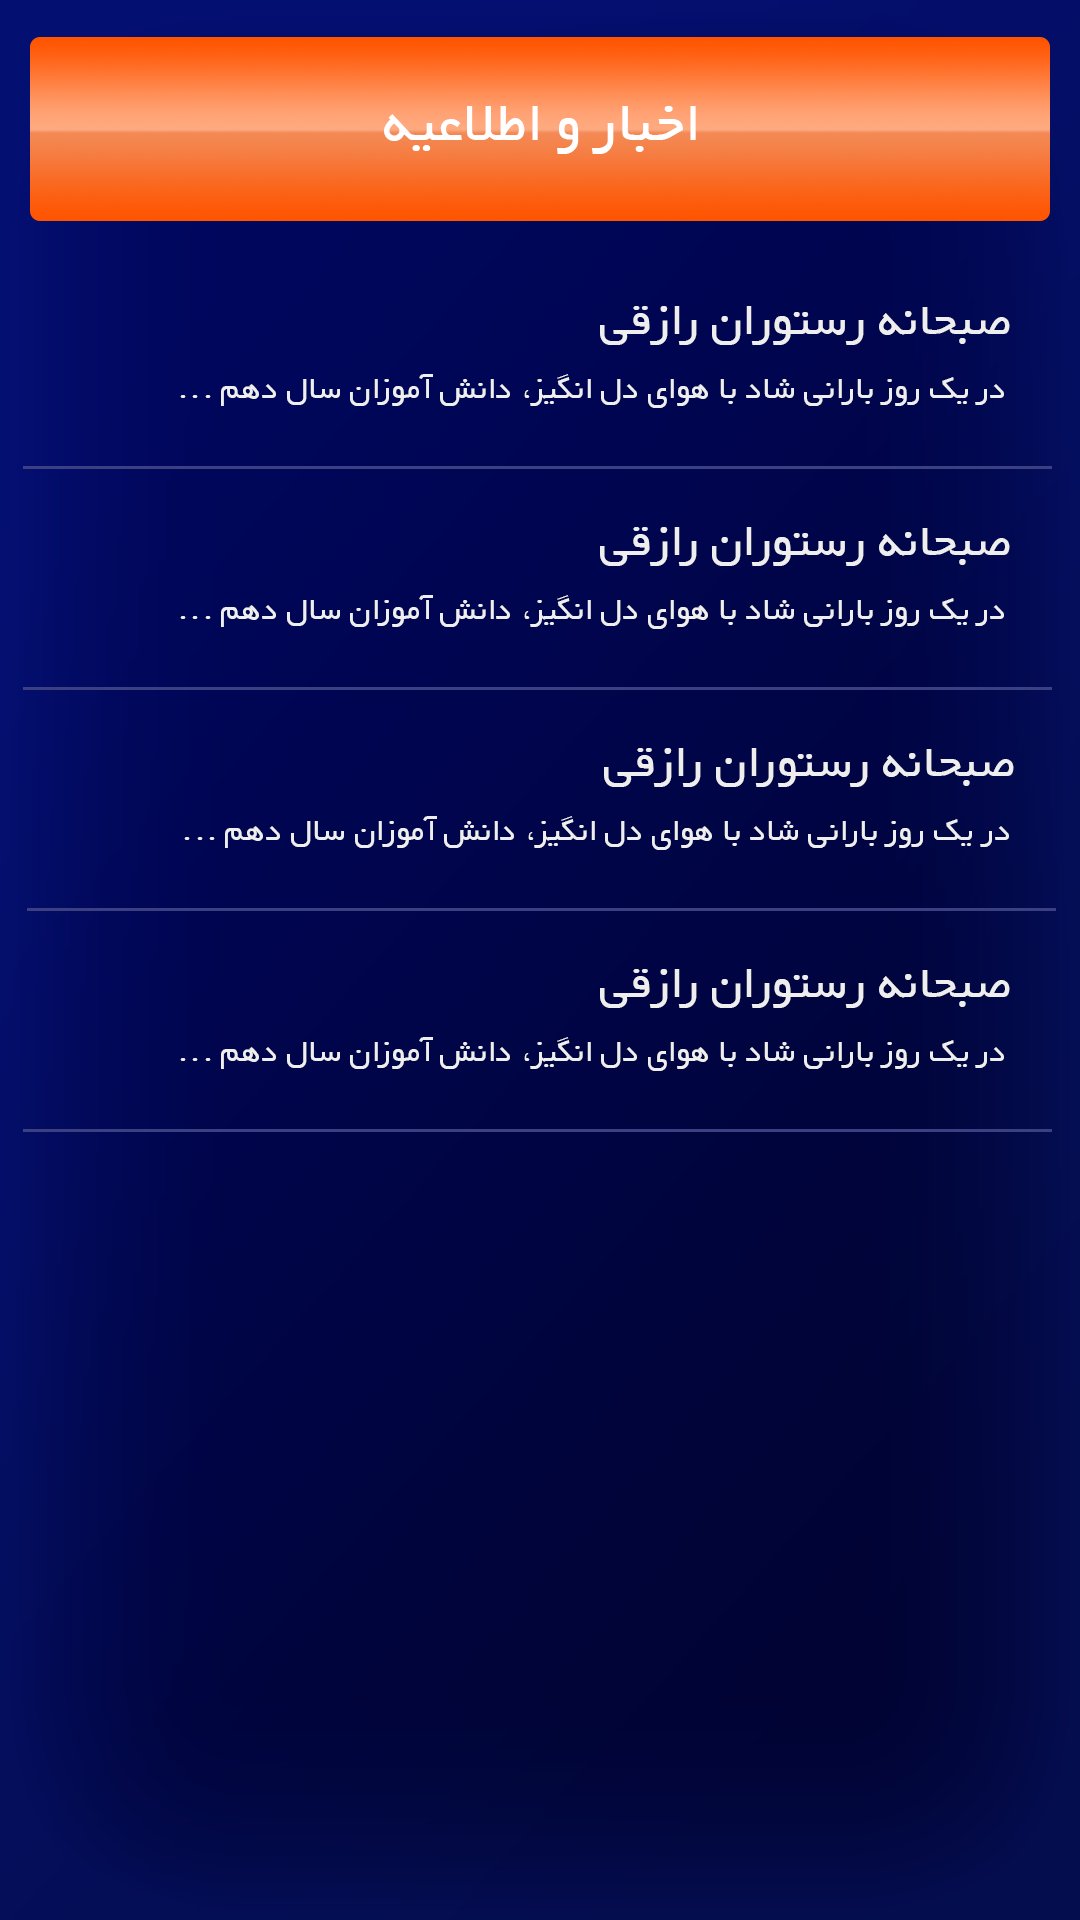 اخبار و اطلاعیه
صبحانه رستوران رازقی
در یک روز بارانی شاد با هوای دل انگیز، دانش آموزان سال دهم ...
صبحانه رستوران رازقی
در یک روز بارانی شاد با هوای دل انگیز، دانش آموزان سال دهم ...
صبحانه رستوران رازقی
در یک روز بارانی شاد با هوای دل انگیز، دانش آموزان سال دهم ...
صبحانه رستوران رازقی
در یک روز بارانی شاد با هوای دل انگیز، دانش آموزان سال دهم ...